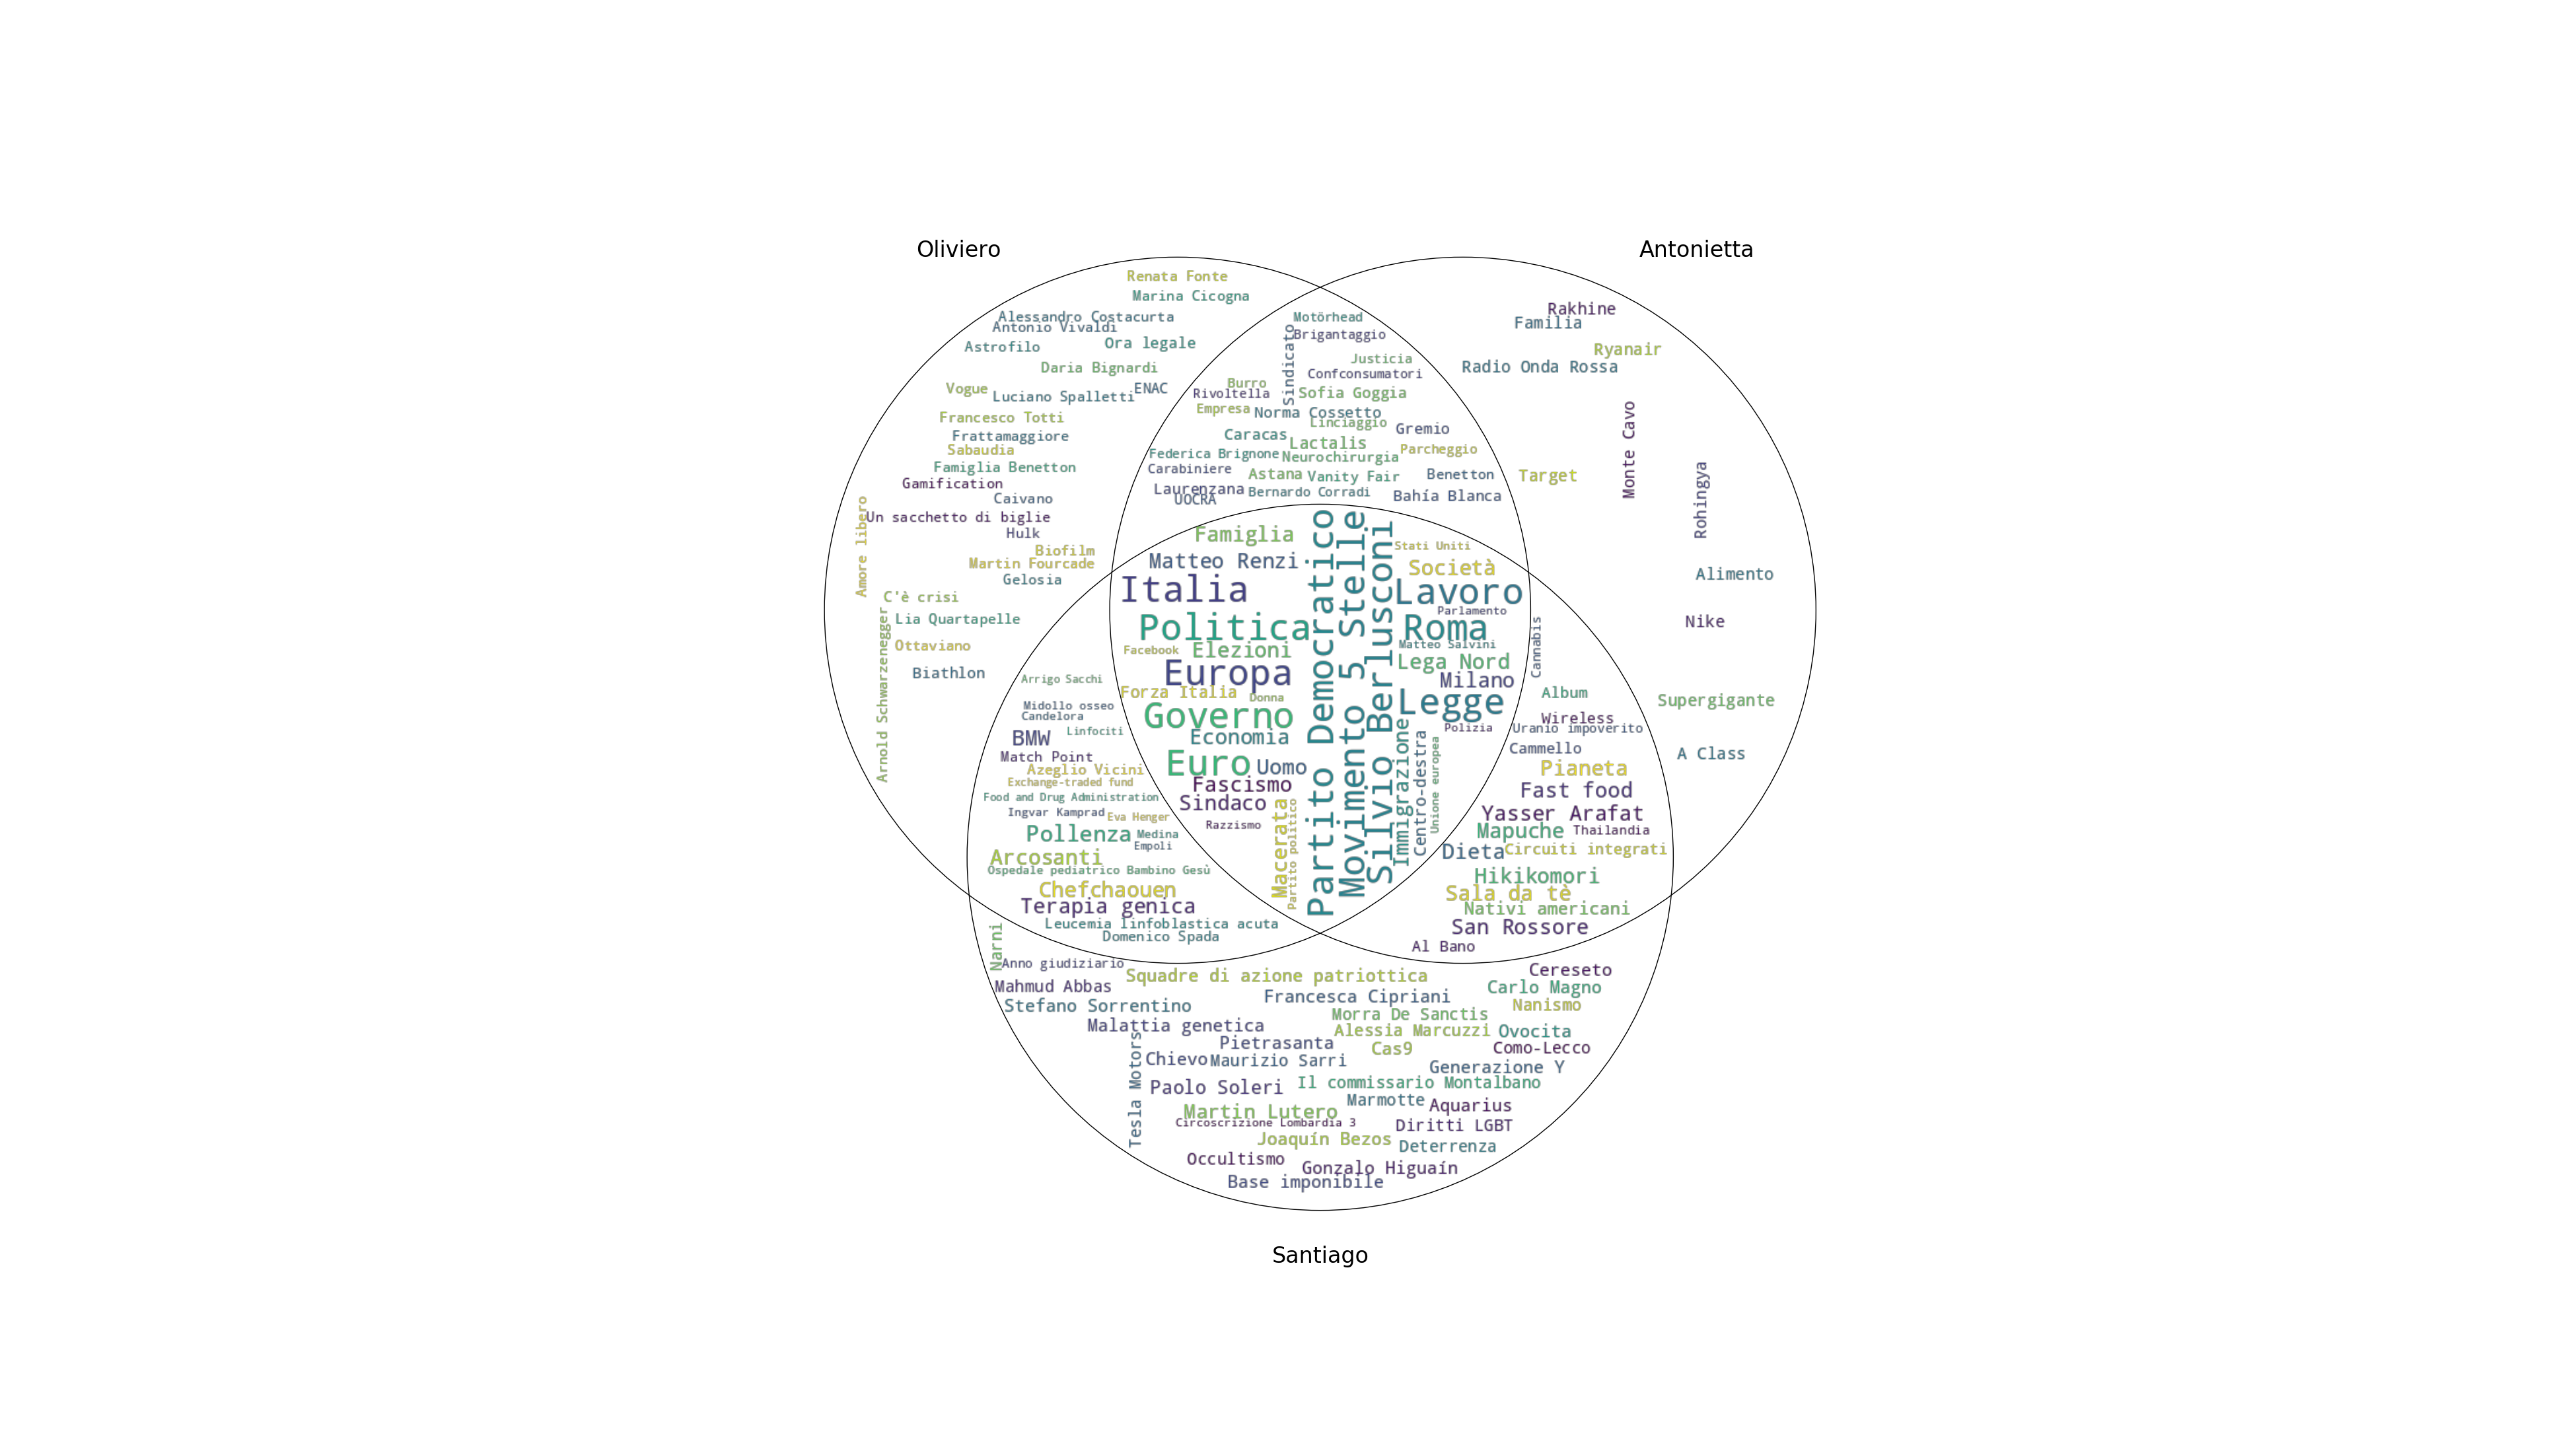 Oliviero
Antonietta
Renata Fonte
Marina Cicogna
Alessandro Costacurta
Antonio Vivaldi
Astrofilo
Ora legale
Daria Bignardi
Vogue
Luciano Spalletti
ENAC
Francesco Totti
Frattamaggiore
Sabaudia
Famiglia Benetton
Gamification
Caivano
Amore libero
Un sacchetto di biglie
Hulk
Biofilm
Martin Fourcade
Gelosia
C'è crisi
Arnold Schwarzenegger
Lia Quartapelle
Ottaviano
Biathlon
Motörhead
Brigantaggio
Sindicato
Justicia
Confconsumatori
Burro
Rivoltella
Sofia Goggia
Empresa
Norma Cossetto
Linciaggio
Gremio
Caracas
Lactalis
Parcheggio
Federica Brignone
Neurochirurgia
Carabiniere
Astana
Vanity Fair
Benetton
Laurenzana
UOCRA
Bernardo Corradi
Bahía Blanca
Rakhine
Familia
Ryanair
Radio Onda Rossa
Monte Cavo
Target
Rohingya
Alimento
Nike
Supergigante
A Class
Famiglia
Matteo Renzi
Italia
Politica
Facebook
Elezioni
Europa
Forza Italia
Donna
Governo
Economia
Euro
Uomo
Fascismo
Sindaco
Razzismo
Macerata
Partito politico
Partito Democratico
Movimento 5 Stelle
Silvio Berlusconi
Stati Uniti
Società
Lavoro
Parlamento
Roma
Matteo Salvini
Lega Nord
Milano
Legge
Polizia
Immigrazione
Centro-destra
Unione europea
Arrigo Sacchi
Midollo osseo
Candelora
BMW
Linfociti
Match Point
Azeglio Vicini
Exchange-traded fund
Food and Drug Administration
Ingvar Kamprad
Eva Henger
Pollenza
Medina
Empoli
Arcosanti
Ospedale pediatrico Bambino Gesù
Chefchaouen
Terapia genica
Leucemia linfoblastica acuta
Domenico Spada
Cannabis
Album
Wireless
Uranio impoverito
Cammello
Pianeta
Fast food
Yasser Arafat
Mapuche
Thailandia
Dieta
Circuiti integrati
Hikikomori
Sala da tè
Nativi americani
San Rossore
Al Bano
Narni
Anno giudiziario
Squadre di azione patriottica
Cereseto
Mahmud Abbas
Carlo Magno
Stefano Sorrentino
Francesca Cipriani
Nanismo
Morra De Sanctis
Malattia genetica
Alessia Marcuzzi
Ovocita
Pietrasanta
Cas9
Como-Lecco
Tesla Motors
Chievo
Maurizio Sarri
Generazione Y
Paolo Soleri
Il commissario Montalbano
Marmotte
Aquarius
Martin Lutero
Circoscrizione Lombardia 3
Diritti LGBT
Joaquín Bezos
Deterrenza
Occultismo
Gonzalo Higuaín
Base imponibile
Santiago